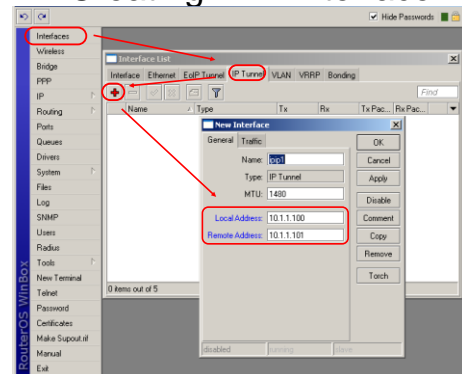 Hide Passwords
Interfaces
Wireless
Bridge
PPP
IP
Routing
Ports
Queues
Drivers
System
Files
Log
SNMP
Users
Radius
Tools
New Terminal
Telnet
Password
Certificates
Make Supout.rif
Manual
Exit
RouterOS WinBox
Interface List
Interface Ethernet EoIP Tunnel IP Tunnel VLAN VRRP Bonding
Find
Name Type Tx Rx Tx Pac... Rx Pac...
New Interface
General Traffic
Name: ipip1
Type: IP Tunnel
MTU: 1480
Local Address: 10.1.1.100
Remote Address: 10.1.1.101
OK
Cancel
Apply
Disable
Comment
Copy
Remove
Torch
0 items out of 5
disabled running slave